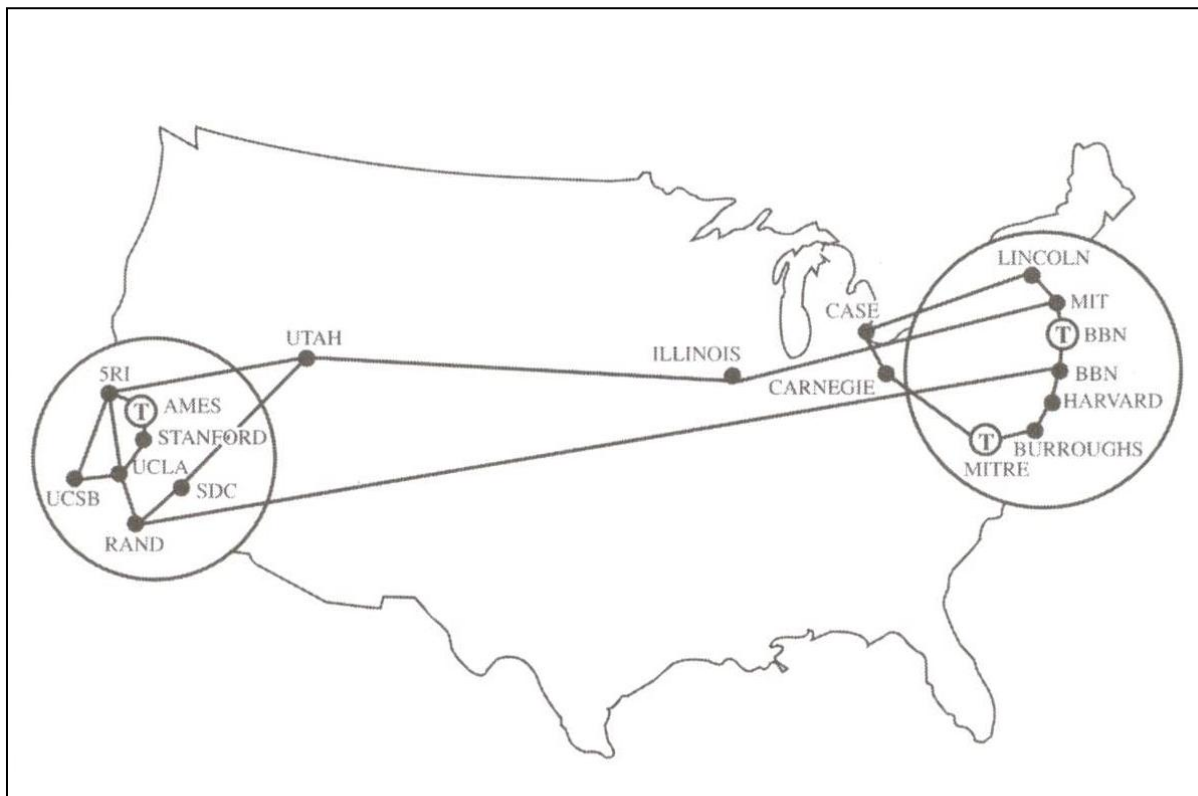 LINCOLN
MIT
CASE
T BBN
UTAH
ILLINOIS
BBN
5RI
CARNEGIE
HARVARD
T AMES
STANFORD
T
BURROUGHS
MITRE
UCLA
UCSB
SDC
RAND